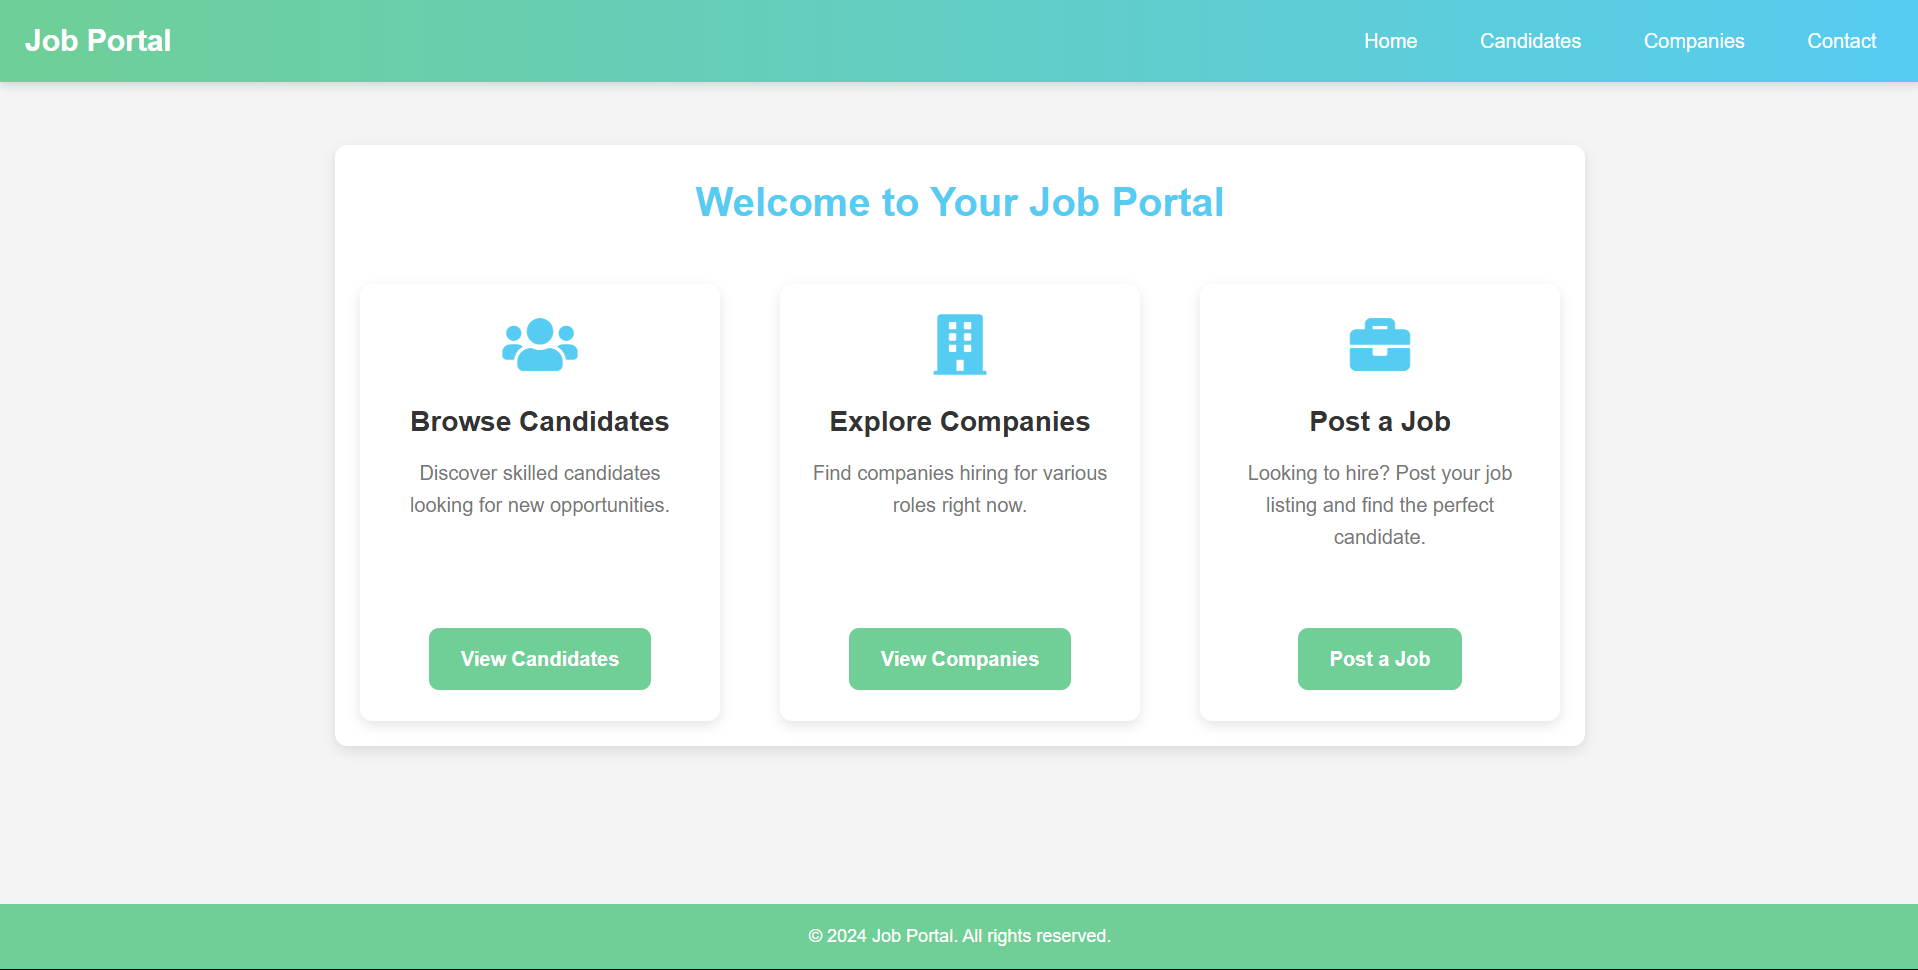 Job Portal
Home
Candidates
Companies
Contact
Welcome to Your Job Portal
Browse Candidates
Discover skilled candidates
looking for new opportunities.
View Candidates
Explore Companies
Find companies hiring for various
roles right now.
View Companies
Post a Job
Looking to hire? Post your job
listing and find the perfect
candidate.
Post a Job
© 2024 Job Portal. All rights reserved.